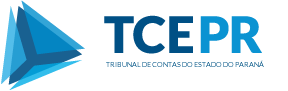 TCEPR
TRIBUNAL DE CONTAS DO ESTADO DO PARANÁ